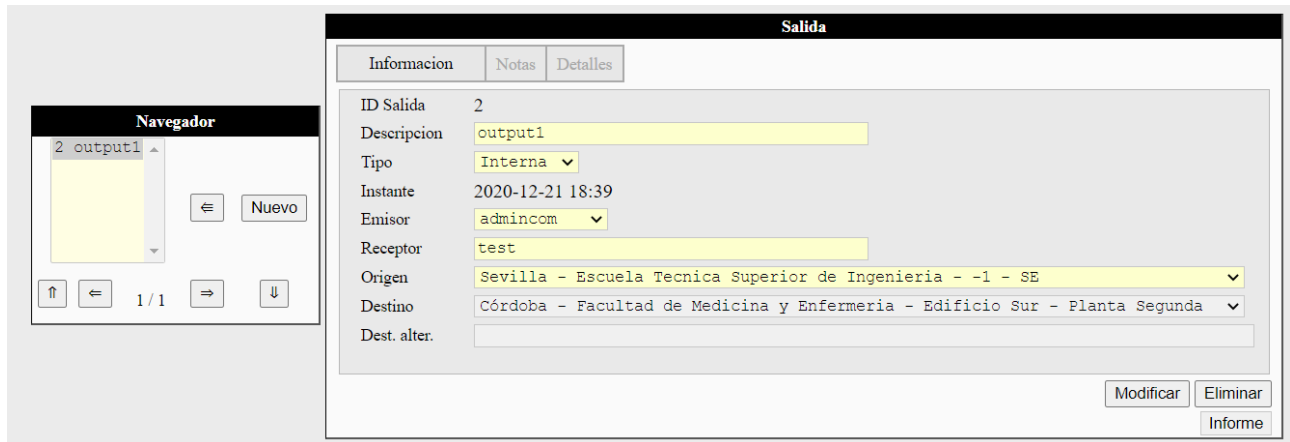 Navegador
2 output1
Nuevo
1 / 1
Salida
Informacion Notas Detalles
ID Salida 2
Descripcion output1
Tipo Interna
Instante 2020-12-21 18:39
Emisor admincom
Receptor test
Origen Sevilla - Escuela Tecnica Superior de Ingenieria - -1 - SE
Destino Córdoba - Facultad de Medicina y Enfermeria - Edificio Sur - Planta Segunda
Dest. alter.
Modificar Eliminar
Informe